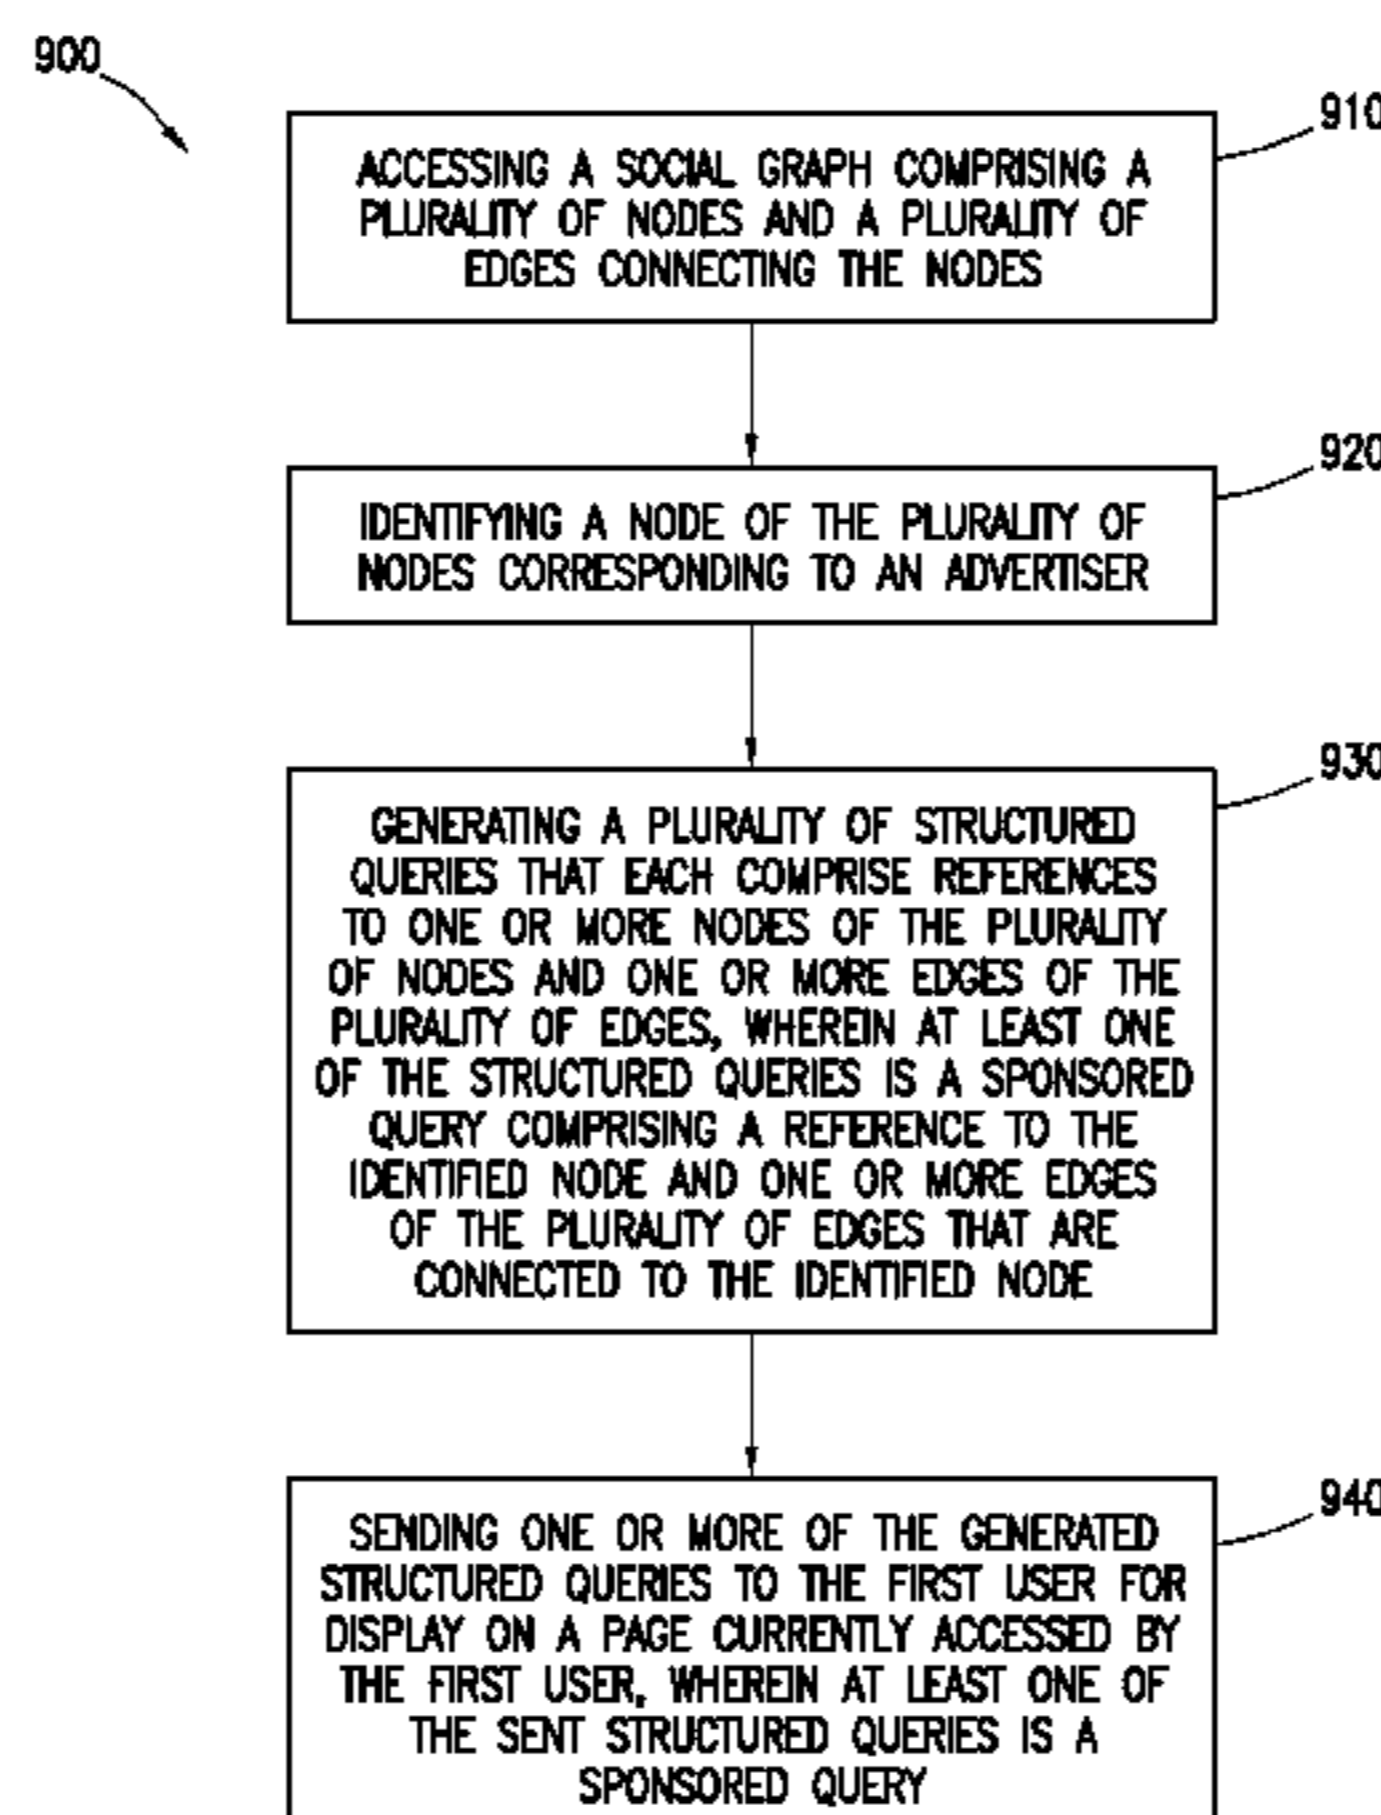 900
910
ACCESSING A SOCIAL GRAPH COMPRISING A
PLURALITY OF NODES AND A PLURALITY OF
EDGES CONNECTING THE NODES
920
IDENTIFYING A NODE OF THE PLURALITY OF
NODES CORRESPONDING TO AN ADVERTISER
930
GENERATING A PLURALITY OF STRUCTURED
QUERIES THAT EACH COMPRISE REFERENCES
TO ONE OR MORE NODES OF THE PLURALITY
OF NODES AND ONE OR MORE EDGES OF THE
PLURALITY OF EDGES, WHEREIN AT LEAST ONE
OF THE STRUCTURED QUERIES IS A SPONSORED
QUERY COMPRISING A REFERENCE TO THE
IDENTIFIED NODE AND ONE OR MORE EDGES
OF THE PLURALITY OF EDGES THAT ARE
CONNECTED TO THE IDENTIFIED NODE
940
SENDING ONE OR MORE OF THE GENERATED
STRUCTURED QUERIES TO THE FIRST USER FOR
DISPLAY ON A PAGE CURRENTLY ACCESSED BY
THE FIRST USER, WHEREIN AT LEAST ONE OF
THE SENT STRUCTURED QUERIES IS A
SPONSORED QUERY